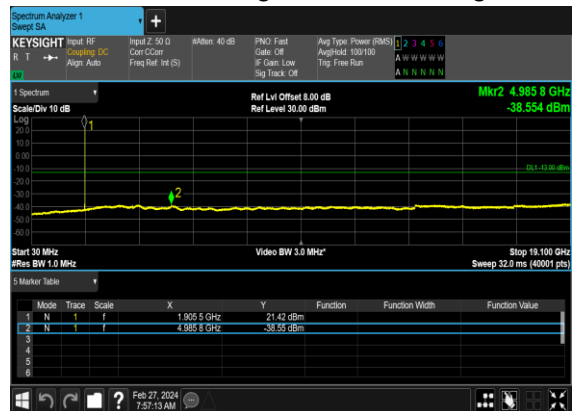 Spectrum Analyzer 1
Swept SA
+
KEYSIGHT Input: RF Input Z: 50 Ω #Atten: 40 dB PNO: Fast Avg Type: Power (RMS) 1 2 3 4 5 6
R T Coupling: DC Corr CCorr Gate: Off Avg|Hold: 100/100 A W W W W W
Align: Auto Freq Ref: Int (S) IF Gain: Low Trig: Free Run
Sig Track: Off A N N N N N
1 Spectrum Ref Lvl Offset 8.00 dB Mkr2 4.985 8 GHz
Scale/Div 10 dB Ref Level 30.00 dBm -38.554 dBm
Log
20.0
10.0
0.00
-10.0
DL1 -13.00 dBm
-20.0
-30.0
-40.0
-50.0
-60.0
1
2
Start 30 MHz Video BW 3.0 MHz* Stop 19.100 GHz
#Res BW 1.0 MHz Sweep 32.0 ms (40001 pts)
5 Marker Table
Mode Trace Scale X Y Function Function Width Function Value
1 N 1 f 1.905 5 GHz 21.42 dBm
2 N 1 f 4.985 8 GHz -38.55 dBm
3
4
5
6
? Feb 27, 2024
7:57:13 AM